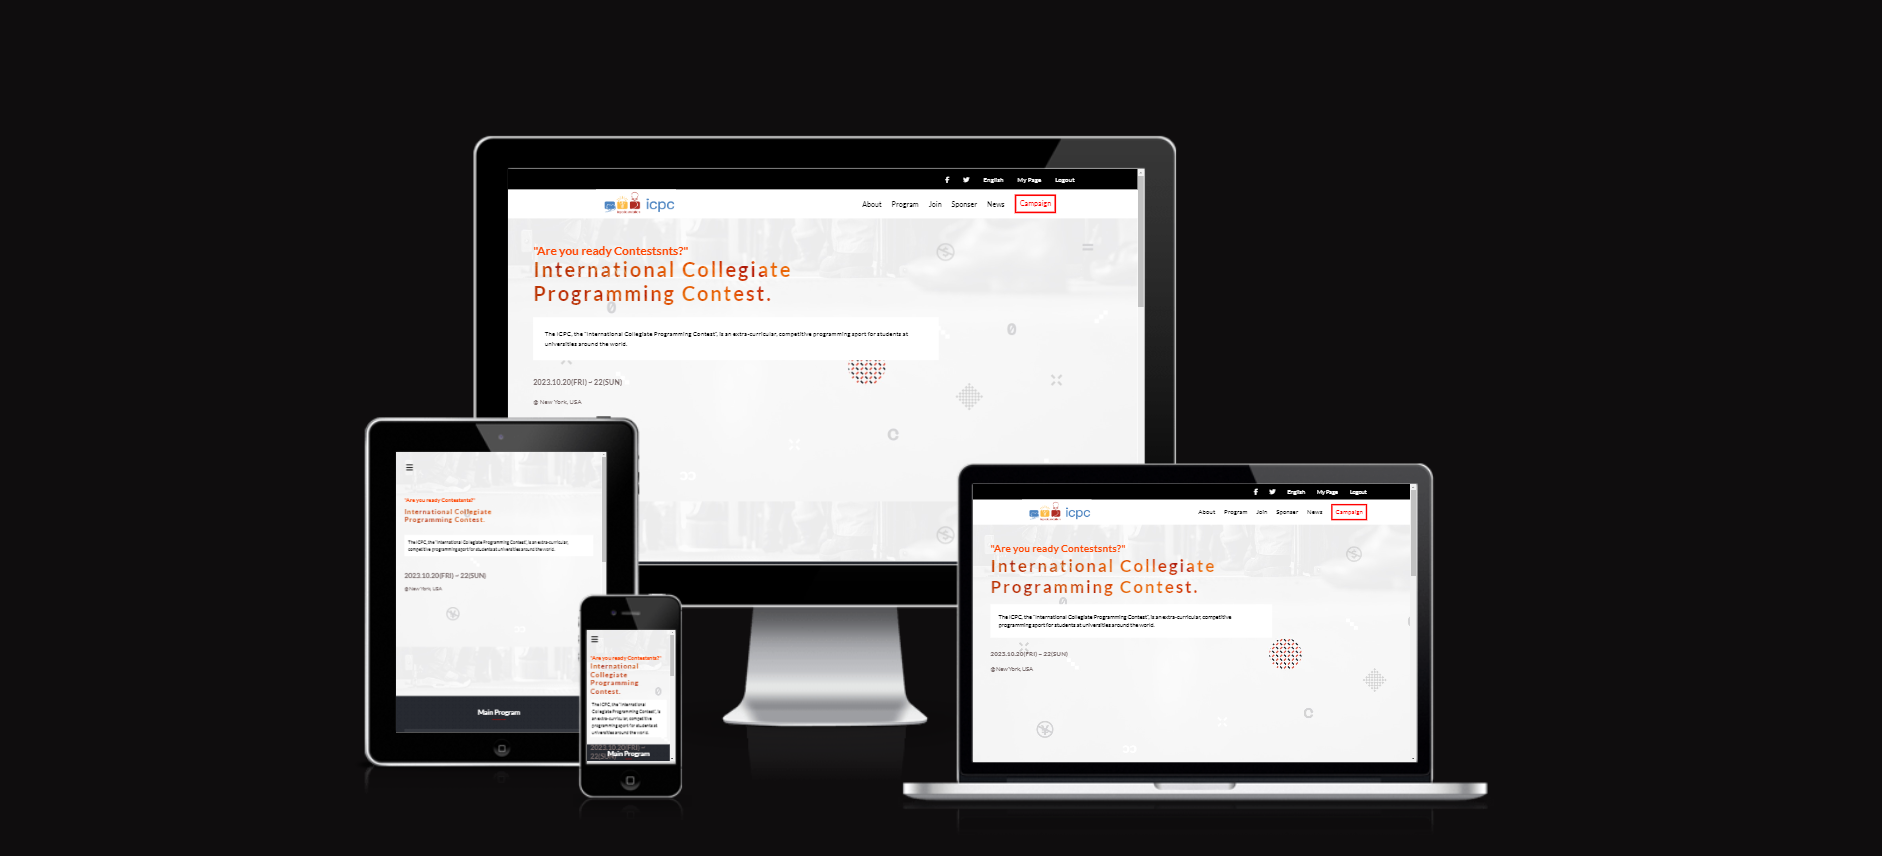 English My Page Logout
icpc
About Program Join Sponser News Campaign
"Are you ready Contestsnts?"
International Collegiate
Programming Contest.
The ICPC, the "International Collegiate Programming Contest", is an extra-curricular, competitive programming sport for students at
universities around the world.
2023.10.20(FRI) ~ 22(SUN)
@ New York, USA
"Are you ready Contestsnts?"
International Collegiate
Programming Contest.
The ICPC, the "International Collegiate Programming Contest", is an extra-curricular,
competitive programming sport for students at universities around the world.
2023.10.20(FRI) ~ 22(SUN)
@ New York, USA
Main Program
"Are you ready Contestsnts?"
International
Collegiate
Programming
Contest.
The ICPC, the "International
Collegiate Programming Contest", is
an extra-curricular, competitive
programming sport for students at
universities around the world.
2023.10.20(FRI) ~
22(SUN)
Main Program
English My Page Logout
icpc
About Program Join Sponser News Campaign
"Are you ready Contestsnts?"
International Collegiate
Programming Contest.
The ICPC, the "International Collegiate Programming Contest", is an extra-curricular, competitive
programming sport for students at universities around the world.
2023.10.20(FRI) ~ 22(SUN)
@ New York, USA